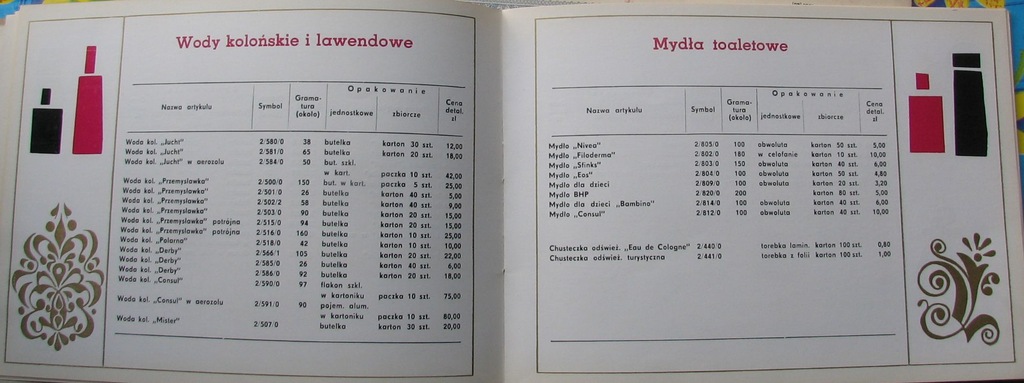 Wody kolońskie i lawendowe
Nazwa artykułu Symbol Grama-tura (około) Opakowanie jednostkowe zbiorcze Cena detal. zł
Woda kol. „Jucht" 2/580/0 38 butelka karton 30 szt. 12,00
Woda kol. „Jucht" 2/581/0 65 butelka karton 20 szt. 18,00
Woda kol. „Jucht" w aerozolu 2/584/0 50 but. szkl.
w kart. paczka 10 szt. 42,00
Woda kol. „Przemysławka" 2/500/0 150 but. w kart. paczka 5 szt. 25,00
Woda kol. „Przemysławka" 2/501/0 26 butelka karton 40 szt. 5,00
Woda kol. „Przemysławka" 2/502/2 58 butelka karton 40 szt. 9,00
Woda kol. „Przemysławka" 2/503/0 90 butelka karton 20 szt. 15,00
Woda kol. „Przemysławka" potrójna 2/515/0 94 butelka karton 20 szt. 15,00
Woda kol. „Przemysławka" potrójna 2/516/0 160 butelka karton 10 szt. 25,00
Woda kol. „Polarna" 2/518/0 42 butelka karton 10 szt. 10,00
Woda kol. „Derby" 2/566/1 105 butelka karton 20 szt. 22,00
Woda kol. „Derby" 2/585/0 26 butelka karton 40 szt. 6,00
Woda kol. „Derby" 2/586/0 92 butelka karton 20 szt. 18,00
Woda kol. „Consul" 2/590/0 97 flakon szkl.
w kartoniku paczka 10 szt. 75,00
Woda kol. „Consul" w aerozolu 2/591/0 90 pojem. alum.
w kartoniku paczka 10 szt. 80,00
Woda kol. „Mister" 2/507/0 butelka karton 30 szt. 20,00
Mydła toaletowe
Nazwa artykułu Symbol Grama-tura (około) Opakowanie jednostkowe zbiorcze Cena detal. zł
Mydło „Nivea" 2/805/0 100 obwoluta karton 50 szt. 5,00
Mydło „Filoderma" 2/802/0 180 w celofanie karton 10 szt. 10,00
Mydło „Sfinks" 2/803/0 150 obwoluta karton 40 szt. 6,00
Mydło „Eos" 2/804/0 100 obwoluta karton 50 szt. 4,80
Mydło dla dzieci 2/809/0 100 obwoluta karton 20 szt. 3,20
Mydło BHP 2/820/0 200 karton 80 szt. 5,00
Mydło dla dzieci „Bambino" 2/814/0 100 obwoluta karton 40 szt. 6,00
Mydło „Consul" 2/812/0 100 obwoluta karton 40 szt. 10,00
Chusteczka odśwież. „Eau de Cologne" 2/440/0 torebka lamin. karton 100 szt. 0,80
Chusteczka odśwież. turystyczna 2/441/0 torebka z folii karton 100 szt. 1,00